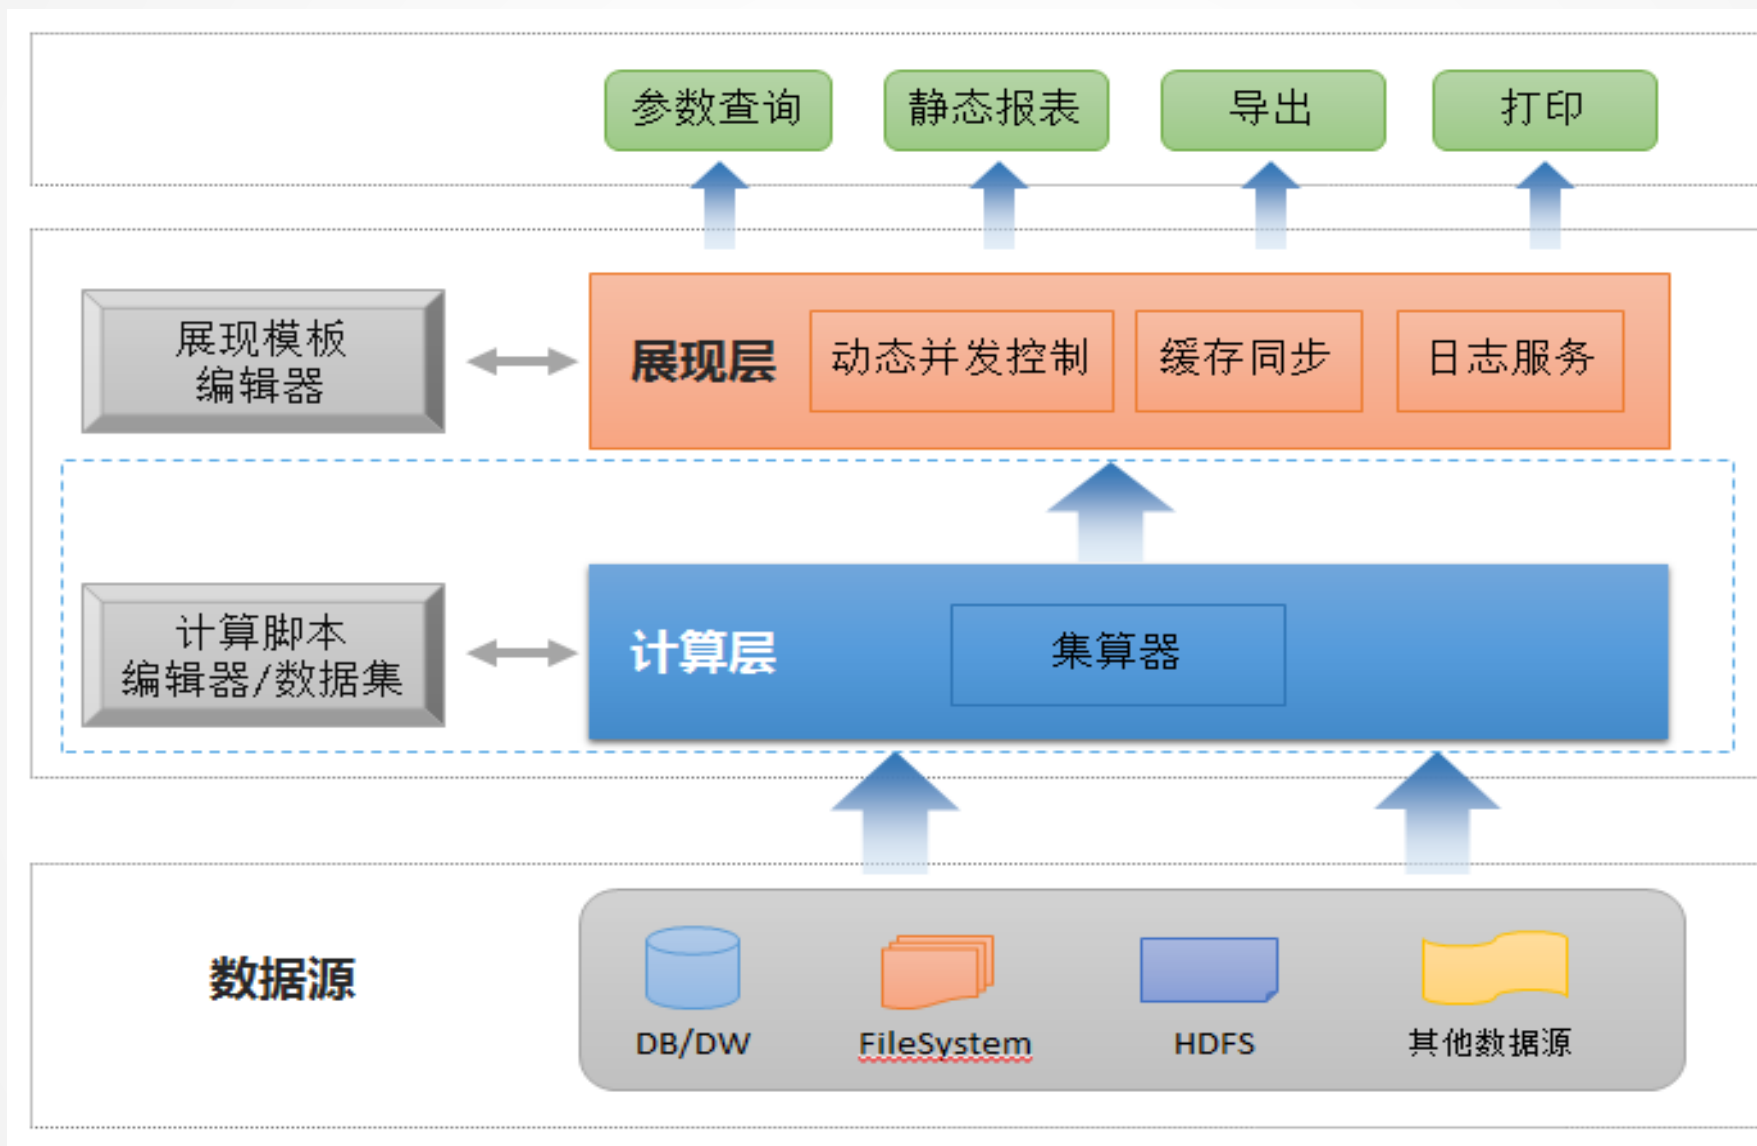 参数查询
静态报表
导出
打印
展现模板
编辑器
展现层
动态并发控制
缓存同步
日志服务
计算脚本
编辑器/数据集
计算层
集算器
数据源
DB/DW
FileSystem
HDFS
其他数据源